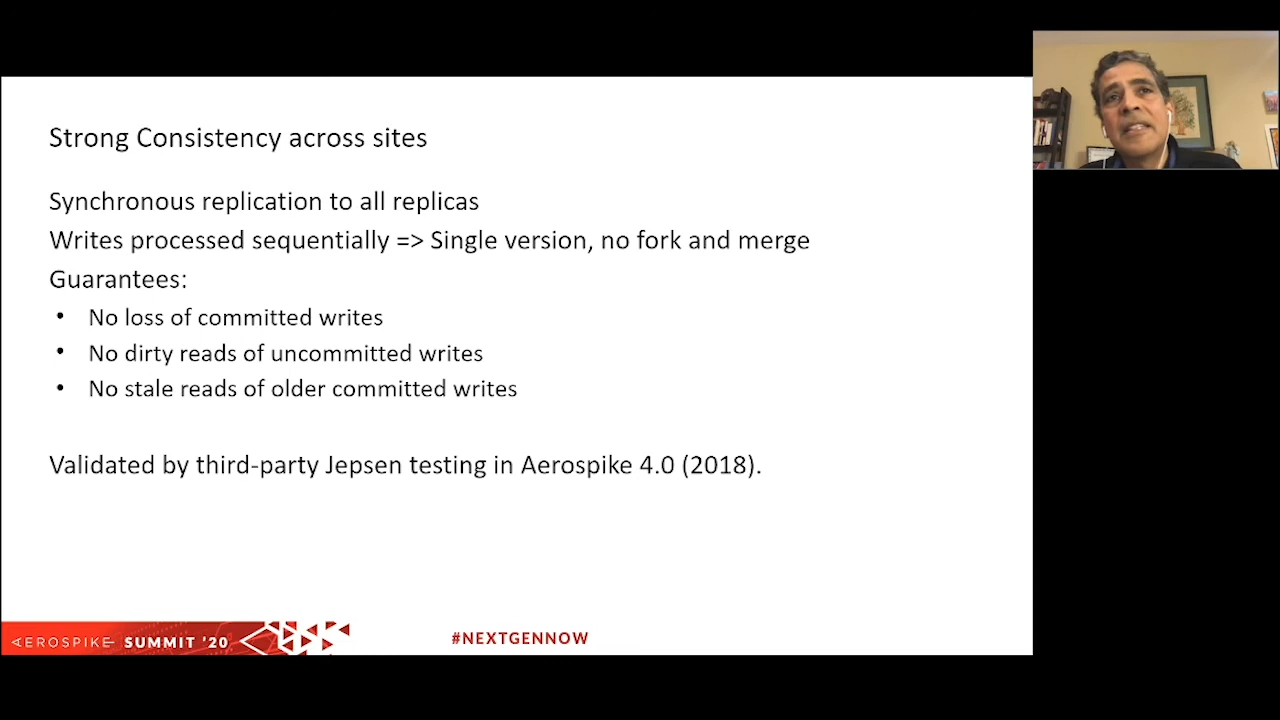 Strong Consistency across sites
Synchronous replication to all replicas
Writes processed sequentially => Single version, no fork and merge
Guarantees:
• No loss of committed writes
• No dirty reads of uncommitted writes
• No stale reads of older committed writes
Validated by third-party Jepsen testing in Aerospike 4.0 (2018).
AEROSPIKE SUMMIT '20
#NEXTGENNOW